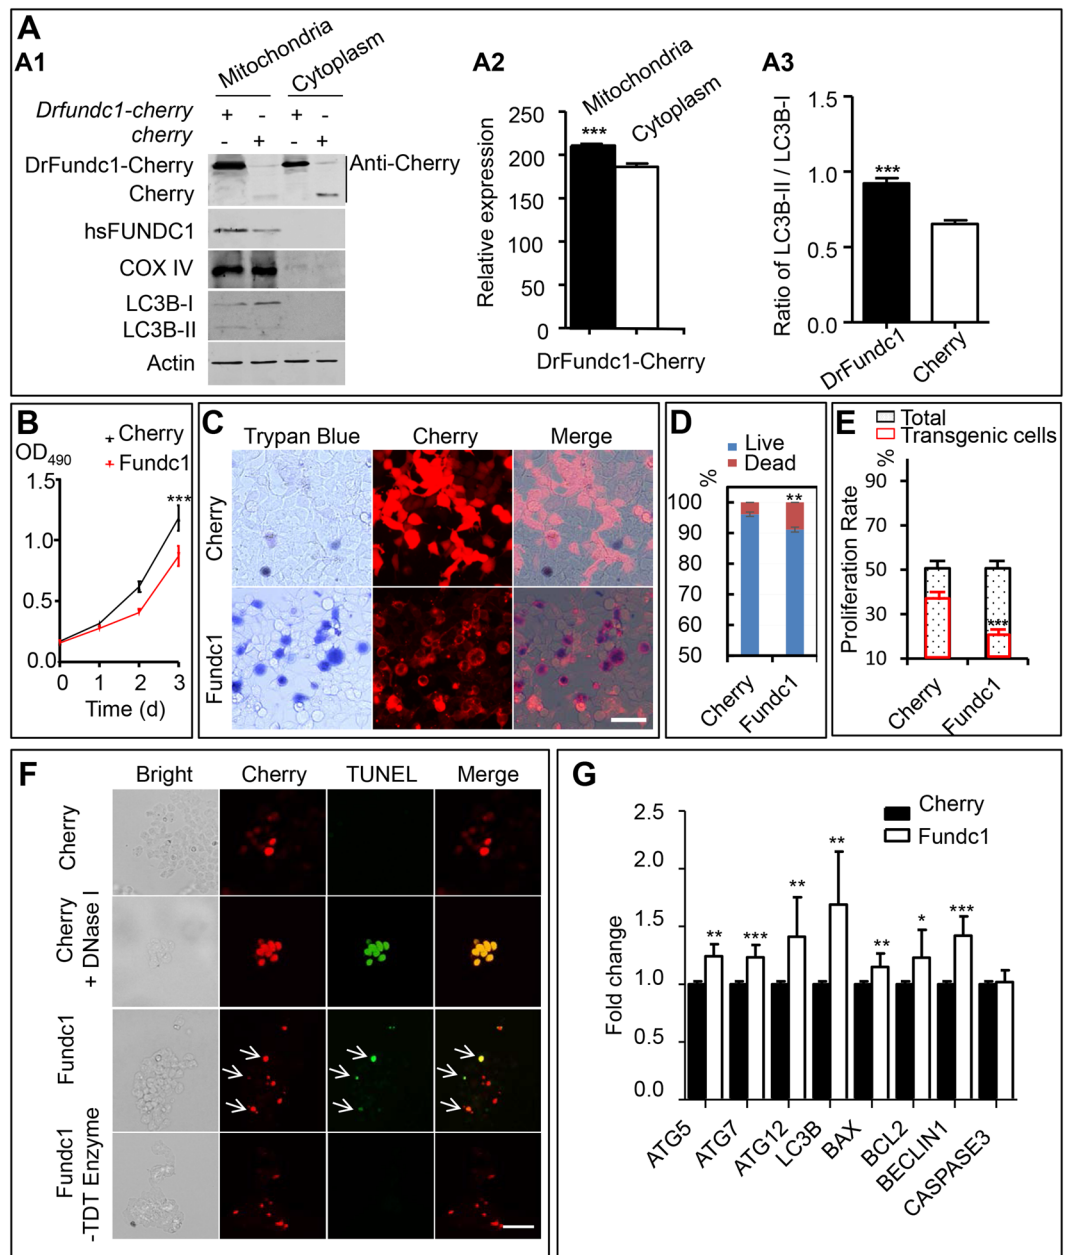 A
A1
Mitochondria
Cytoplasm
Drfundc1-cherry + - + -
cherry - + - +
DrFundc1-Cherry
Cherry
Anti-Cherry
hsFUNDC1
COX IV
LC3B-I
LC3B-II
Actin
A2
Mitochondria
Cytoplasm
Relative expression
250
200
150
100
50
0
***
DrFundc1-Cherry
A3
Ratio of LC3B-II / LC3B-I
1.5
1.0
0.5
0.0
***
DrFundc1
Cherry
B
OD490
Cherry
Fundc1
1.5
1.0
0.5
0.0
***
0 1 2 3
Time (d)
C
Trypan Blue Cherry Merge
Cherry
Fundc1
D
Live
Dead
%
100
90
80
70
60
50
**
Cherry
Fundc1
E
Total
Transgenic cells
%
Proliferation Rate
90
70
50
30
10
***
Cherry
Fundc1
F
Bright Cherry TUNEL Merge
Cherry
Cherry
+ DNase I
Fundc1
Fundc1
-TDT Enzyme
G
Cherry
Fundc1
Fold change
2.5
2.0
1.5
1.0
0.5
0.0
** *** ** ** ** * ***
ATG5
ATG7
ATG12
LC3B
BAX
BCL2
BECLIN1
CASPASE3